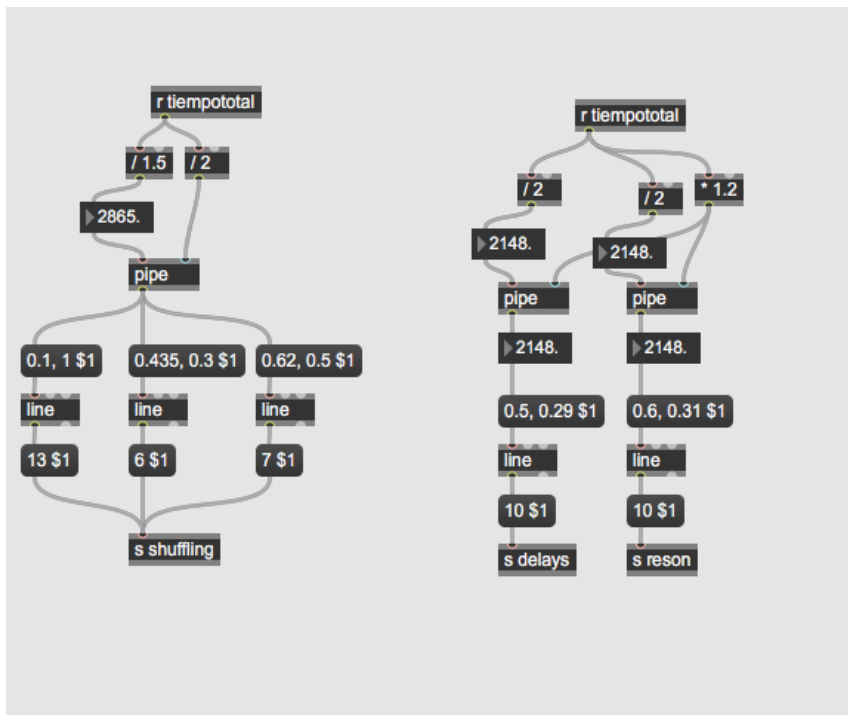 r tiempototal
/ 1.5
/ 2
2865.
pipe
0.1, 1 $1
0.435, 0.3 $1
0.62, 0.5 $1
line
line
line
13 $1
6 $1
7 $1
s shuffling
r tiempototal
/ 2
/ 2
* 1.2
2148.
2148.
pipe
pipe
2148.
2148.
0.5, 0.29 $1
0.6, 0.31 $1
line
line
10 $1
10 $1
s delays
s reson